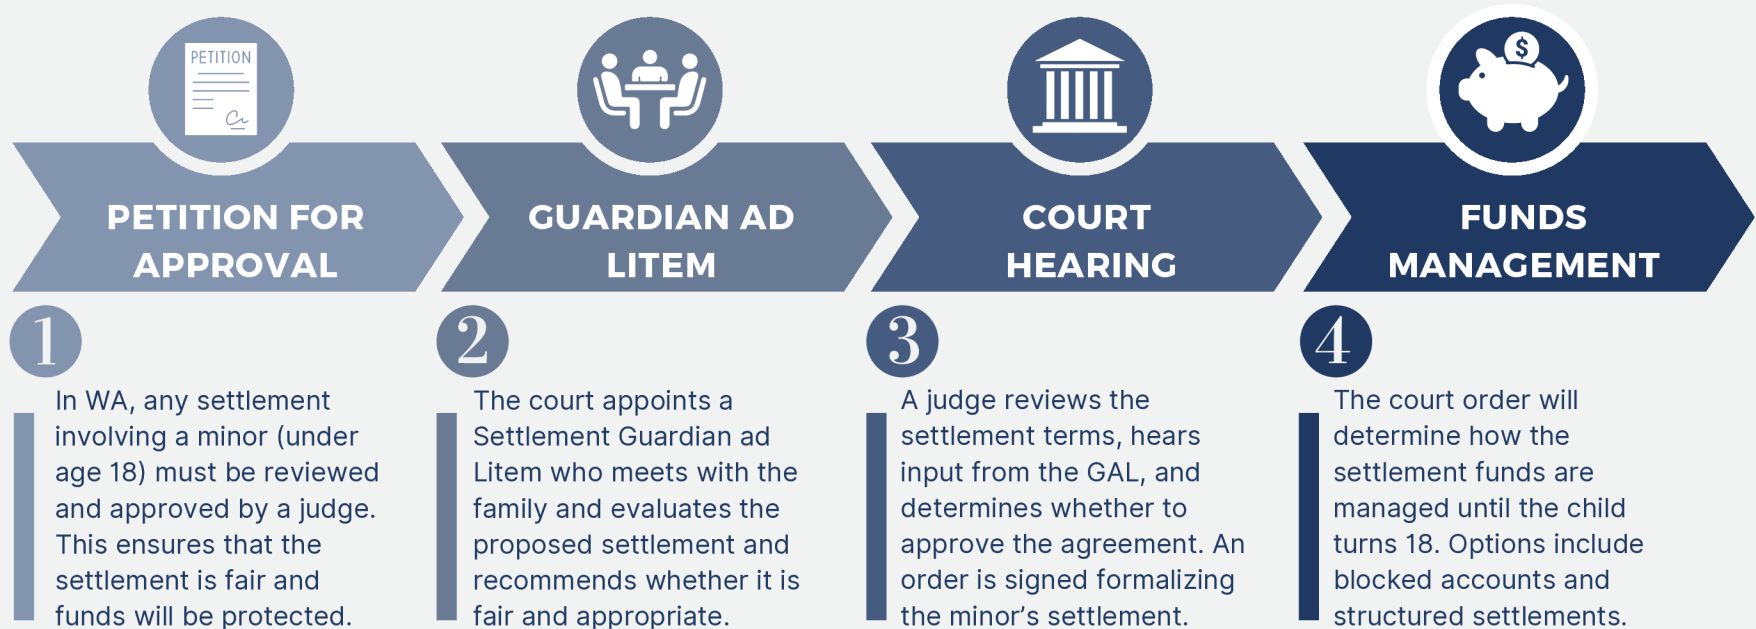 PETITION
PETITION FOR
APPROVAL
1
In WA, any settlement
involving a minor (under
age 18) must be reviewed
and approved by a judge.
This ensures that the
settlement is fair and
funds will be protected.
GUARDIAN AD
LITEM
2
The court appoints a
Settlement Guardian ad
Litem who meets with the
family and evaluates the
proposed settlement and
recommends whether it is
fair and appropriate.
COURT
HEARING
3
A judge reviews the
settlement terms, hears
input from the GAL, and
determines whether to
approve the agreement. An
order is signed formalizing
the minor’s settlement.
$
FUNDS
MANAGEMENT
4
The court order will
determine how the
settlement funds are
managed until the child
turns 18. Options include
blocked accounts and
structured settlements.